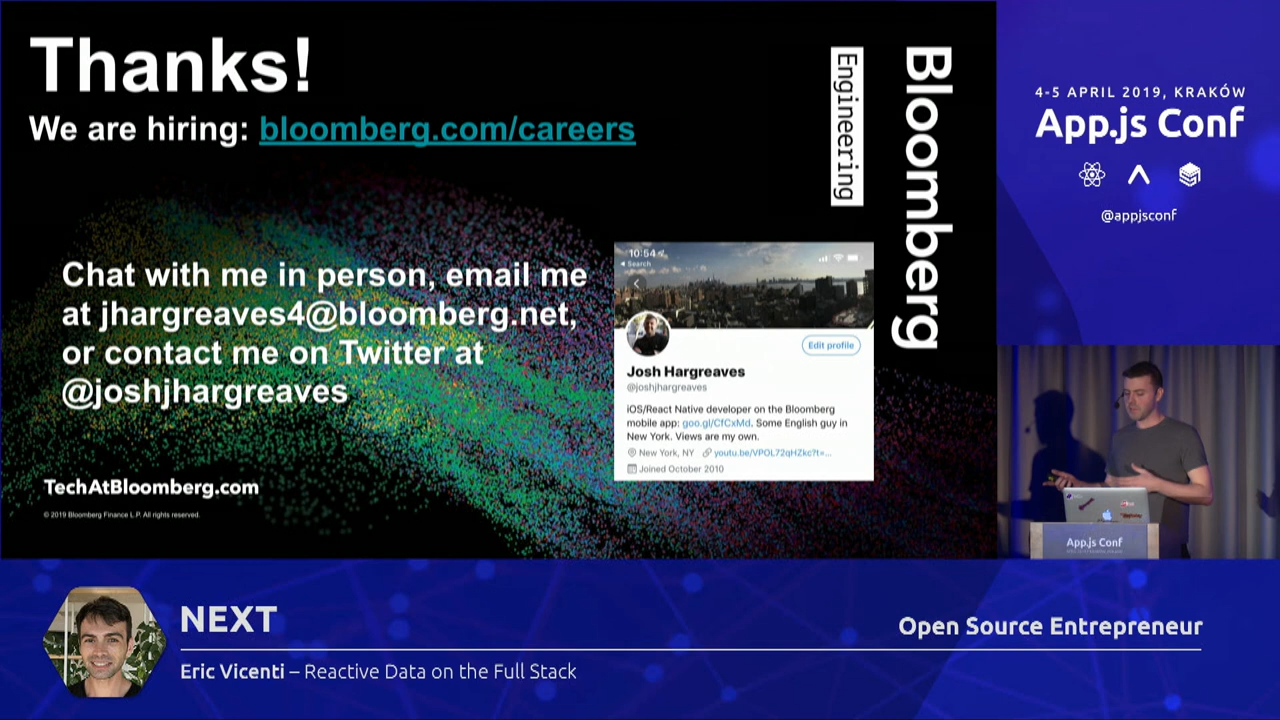 Thanks!
We are hiring: bloomberg.com/careers
Engineering
Bloomberg
Chat with me in person, email me
at jhargreaves4@bloomberg.net,
or contact me on Twitter at
@joshjhargreaves
10:54
Search
Edit profile
Josh Hargreaves
@joshjhargreaves
iOS/React Native developer on the Bloomberg
mobile app: goo.gl/CfCxMd. Some English guy in
New York. Views are my own.
New York, NY youtu.be/VPOL72qHZkc?t=...
Joined October 2010
TechAtBloomberg.com
© 2019 Bloomberg Finance L.P. All rights reserved.
4-5 APRIL 2019, KRAKÓW
App.js Conf
@appjsconf
App.js Conf
NEXT
Open Source Entrepreneur
Eric Vicenti – Reactive Data on the Full Stack